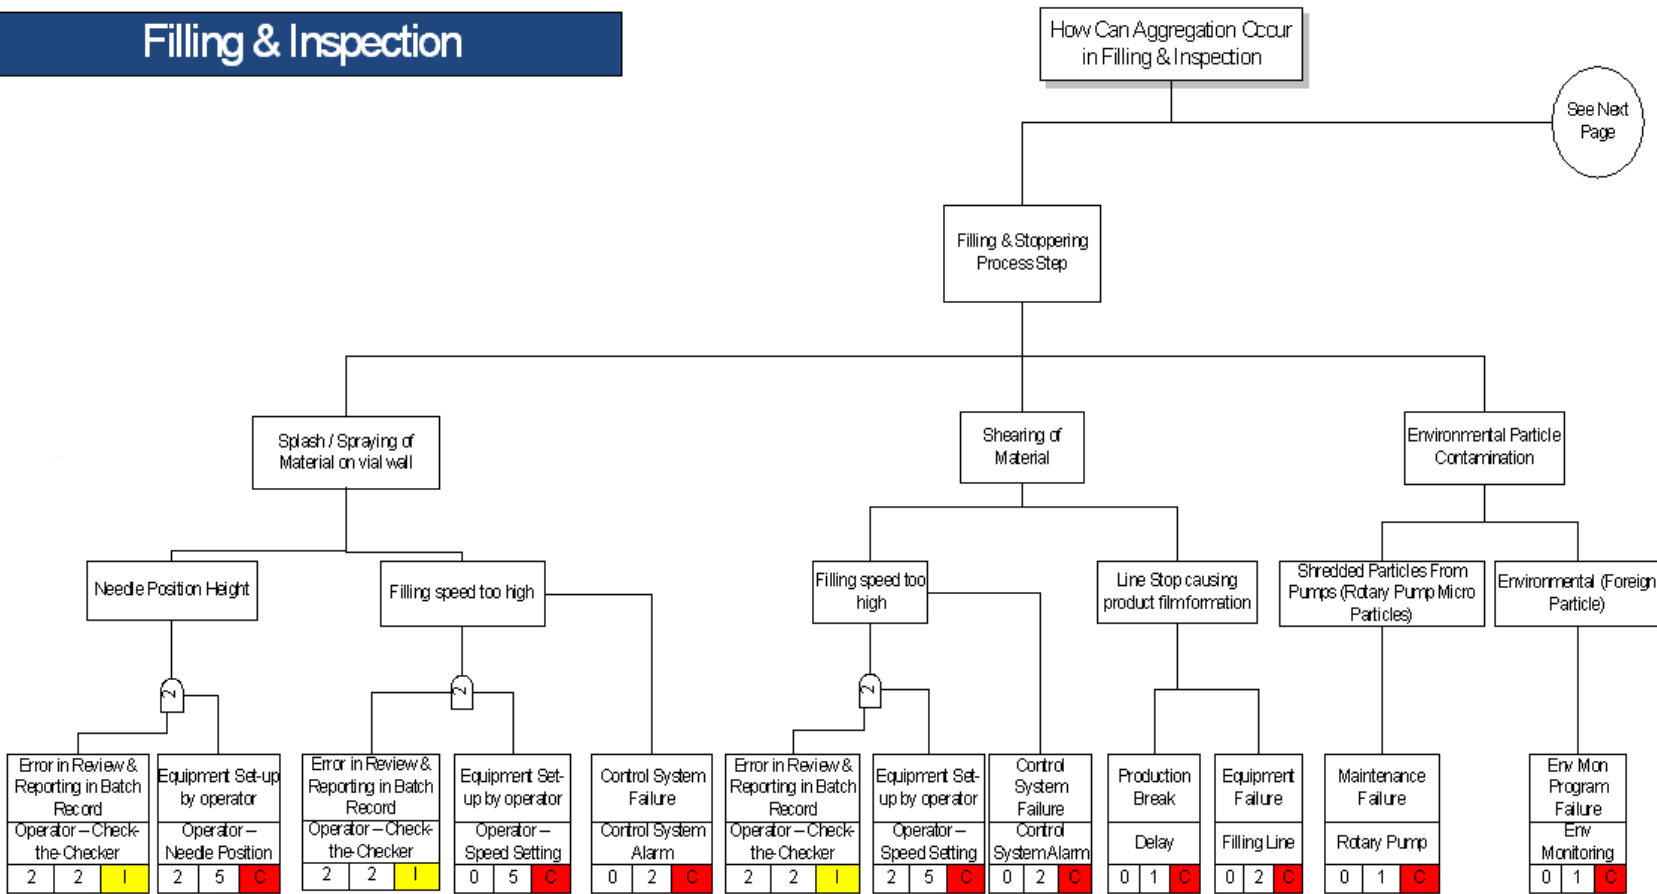 Filling & Inspection
How Can Aggregation Occur
in Filling & Inspection
See Next
Page
Filling & Stoppering
Process Step
Splash / Spraying of
Material on vial wall
Shearing of
Material
Environmental Particle
Contamination
Needle Position Height
Filling speed too high
Filling speed too
high
Line Stop causing
product film formation
Shredded Particles From
Pumps (Rotary Pump Micro
Particles)
Environmental (Foreign
Particle)
2
2
2
Error in Review &
Reporting in Batch
Record
Operator – Check-
the-Checker
2 2 I
Equipment Set-up
by operator
Operator –
Needle Position
2 5 C
Error in Review &
Reporting in Batch
Record
Operator – Check-
the-Checker
2 2 I
Equipment Set-
up by operator
Operator –
Speed Setting
0 5 C
Control System
Failure
Control System
Alarm
0 2 C
Error in Review &
Reporting in Batch
Record
Operator – Check-
the-Checker
2 2 I
Equipment Set-
up by operator
Operator –
Speed Setting
2 5 C
Control
System
Failure
Control
System Alarm
0 2 C
Production
Break
Delay
0 1 C
Equipment
Failure
Filling Line
0 2 C
Maintenance
Failure
Rotary Pump
0 1 C
Env Mon
Program
Failure
Env
Monitoring
0 1 C